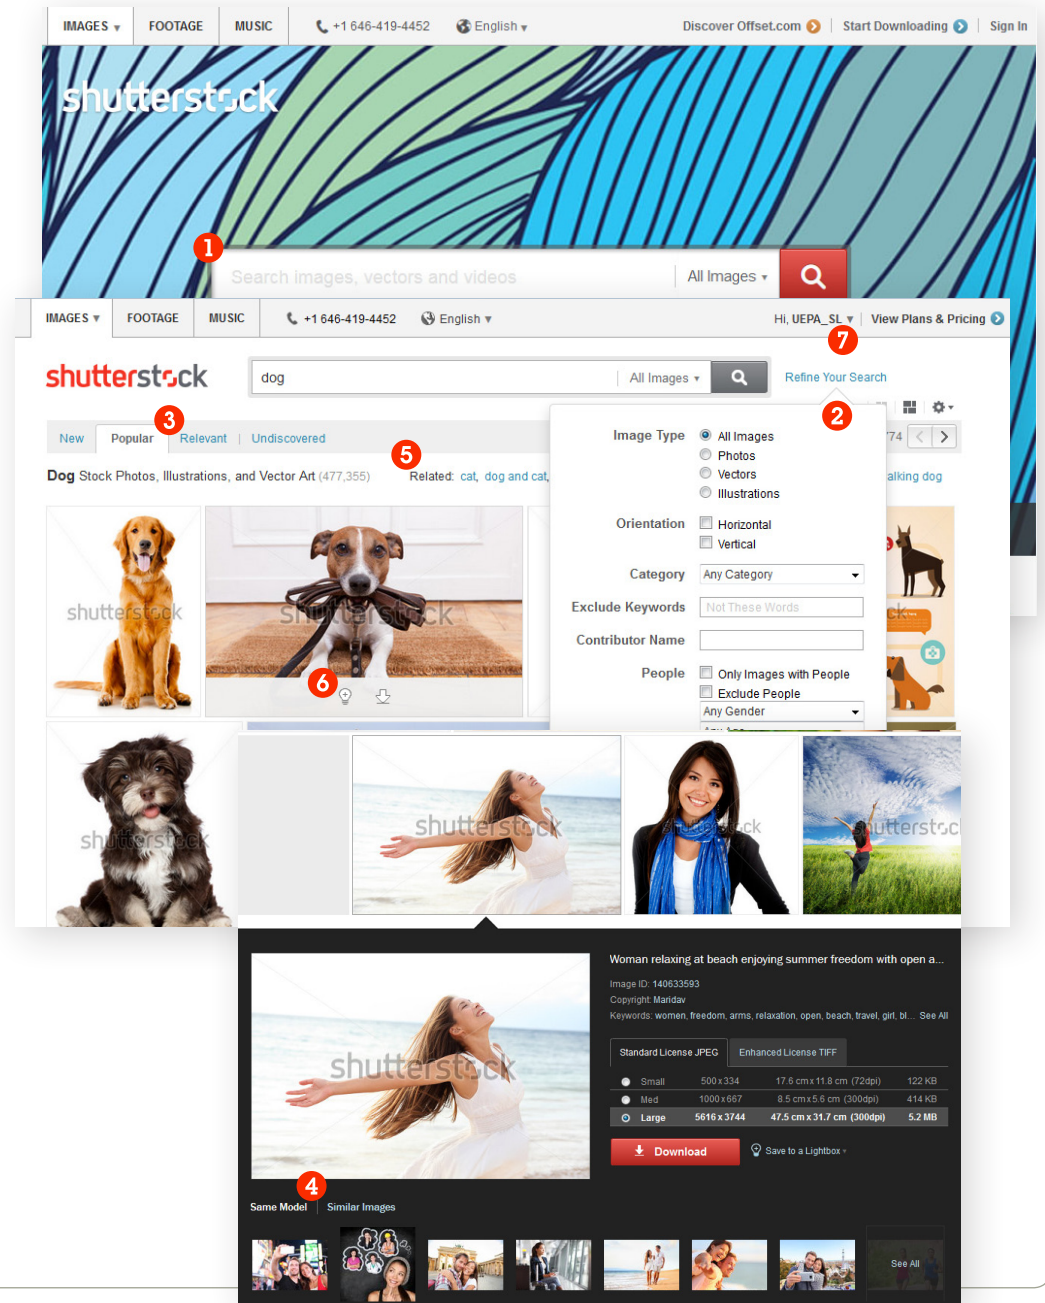 IMAGES ▾ FOOTAGE MUSIC +1 646-419-4452 English ▾ Discover Offset.com Start Downloading Sign In
shutterstock
1
Search images, vectors and videos All Images ▾
IMAGES ▾ FOOTAGE MUSIC +1 646-419-4452 English ▾ Hi, UEPA_SL ▾ View Plans & Pricing
7
shutterstock dog All Images ▾ Refine Your Search
2
3
New Popular Relevant | Undiscovered
774 < >
5
Dog Stock Photos, Illustrations, and Vector Art (477,355) Related: cat, dog and cat,
alking dog
Image Type All Images
Photos
Vectors
Illustrations
Orientation Horizontal
Vertical
Category Any Category
Exclude Keywords Not These Words
Contributor Name
People Only Images with People
Exclude People
Any Gender
shutterstock
shutterstock
ck
6
shutterstock
shutterstock
shutterstock
Woman relaxing at beach enjoying summer freedom with open a...
Image ID: 140633593
Copyright: Maridav
Keywords: women, freedom, arms, relaxation, open, beach, travel, girl, bl... See All
Standard License JPEG Enhanced License TIFF
Small 500 x 334 17.6 cm x 11.8 cm (72dpi) 122 KB
Med 1000 x 667 8.5 cm x 5.6 cm (300dpi) 414 KB
Large 5616 x 3744 47.5 cm x 31.7 cm (300dpi) 5.2 MB
Download Save to a Lightbox ▾
shutterstock
4
Same Model Similar Images
See All